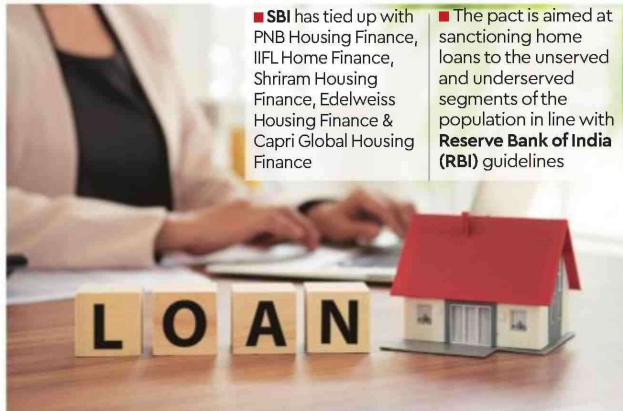 ■ SBI has tied up with
PNB Housing Finance,
IIFL Home Finance,
Shriram Housing
Finance, Edelweiss
Housing Finance &
Capri Global Housing
Finance
■ The pact is aimed at
sanctioning home
loans to the unserved
and underserved
segments of the
population in line with
Reserve Bank of India
(RBI) guidelines
LOAN